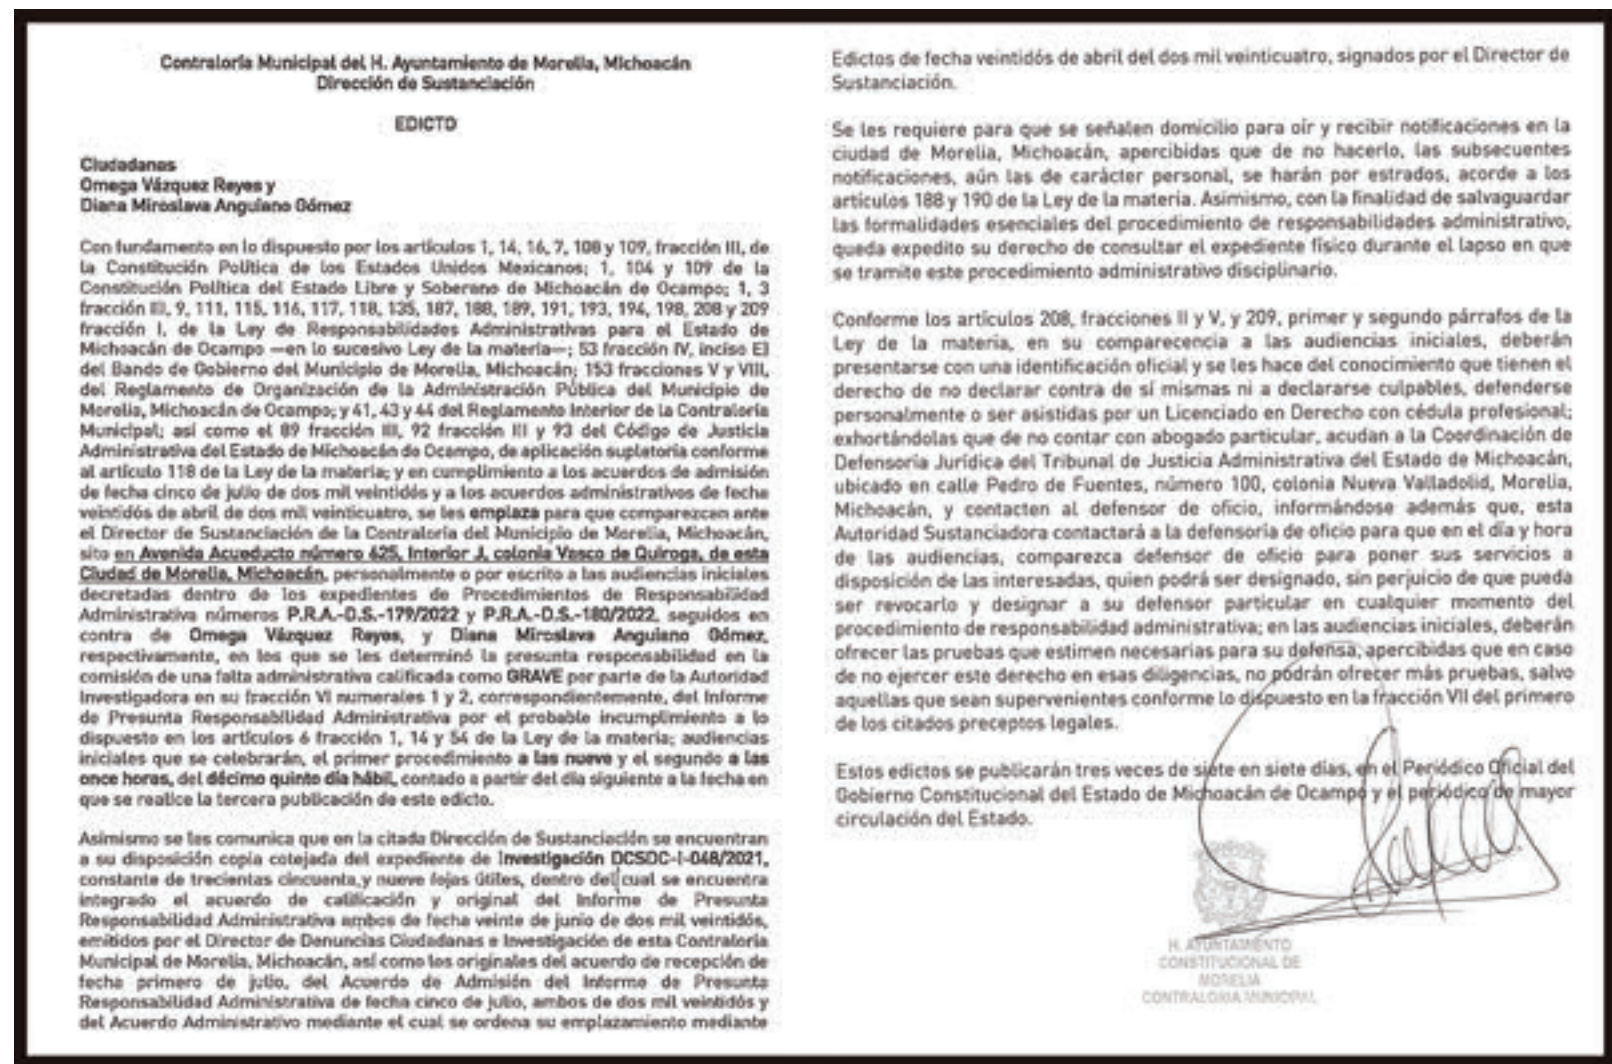 Contraloría Municipal del H. Ayuntamiento de Morelia, Michoacán
Dirección de Sustanciación
EDICTO
Ciudadanas
Omega Vázquez Reyes y
Diana Miroslava Anguiano Gómez
Con fundamento en lo dispuesto por los artículos 1, 14, 16, 7, 108 y 109, fracción III, de
la Constitución Política de los Estados Unidos Mexicanos; 1, 104 y 109 de la
Constitución Política del Estado Libre y Soberano de Michoacán de Ocampo; 1, 3
fracción III, 9, 111, 115, 116, 117, 118, 135, 187, 188, 189, 191, 193, 194, 198, 208 y 209
fracción I, de la Ley de Responsabilidades Administrativas para el Estado de
Michoacán de Ocampo —en lo sucesivo Ley de la materia—; 53 fracción IV, inciso E)
del Bando de Gobierno del Municipio de Morelia, Michoacán; 153 fracciones V y VIII,
del Reglamento de Organización de la Administración Pública del Municipio de
Morelia, Michoacán de Ocampo; y 41, 43 y 44 del Reglamento Interior de la Contraloría
Municipal; así como el 89 fracción III, 92 fracción III y 93 del Código de Justicia
Administrativa del Estado de Michoacán de Ocampo, de aplicación supletoria conforme
al artículo 118 de la Ley de la materia; y en cumplimiento a los acuerdos de admisión
de fecha cinco de julio de dos mil veintidós y a los acuerdos administrativos de fecha
veintidós de abril de dos mil veinticuatro, se les emplaza para que comparezcan ante
el Director de Sustanciación de la Contraloría del Municipio de Morelia, Michoacán,
sito en Avenida Acueducto número 625, Interior J, colonia Vasco de Quiroga, de esta
Ciudad de Morelia, Michoacán, personalmente o por escrito a las audiencias iniciales
decretadas dentro de los expedientes de Procedimientos de Responsabilidad
Administrativa números P.R.A.-D.S.-179/2022 y P.R.A.-D.S.-180/2022, seguidos en
contra de Omega Vázquez Reyes, y Diana Miroslava Anguiano Gómez,
respectivamente, en los que se les determinó la presunta responsabilidad en la
comisión de una falta administrativa calificada como GRAVE por parte de la Autoridad
Investigadora en su fracción VI numerales 1 y 2, correspondientemente, del Informe
de Presunta Responsabilidad Administrativa por el probable incumplimiento a lo
dispuesto en los artículos 6 fracción 1, 14 y 54 de la Ley de la materia; audiencias
iniciales que se celebrarán, el primer procedimiento a las nueve y el segundo a las
once horas, del décimo quinto día hábil, contado a partir del día siguiente a la fecha en
que se realice la tercera publicación de este edicto.
Asimismo se les comunica que en la citada Dirección de Sustanciación se encuentran
a su disposición copia cotejada del expediente de Investigación DCSDC-I-048/2021,
constante de trecientas cincuenta y nueve fojas útiles, dentro del cual se encuentra
integrado el acuerdo de calificación y original del Informe de Presunta
Responsabilidad Administrativa ambos de fecha veinte de junio de dos mil veintidós,
emitidos por el Director de Denuncias Ciudadanas e Investigación de esta Contraloría
Municipal de Morelia, Michoacán, así como los originales del acuerdo de recepción de
fecha primero de julio, del Acuerdo de Admisión del Informe de Presunta
Responsabilidad Administrativa de fecha cinco de julio, ambos de dos mil veintidós y
del Acuerdo Administrativo mediante el cual se ordena su emplazamiento mediante
Edictos de fecha veintidós de abril del dos mil veinticuatro, signados por el Director de
Sustanciación.
Se les requiere para que se señalen domicilio para oír y recibir notificaciones en la
ciudad de Morelia, Michoacán, apercibidas que de no hacerlo, las subsecuentes
notificaciones, aún las de carácter personal, se harán por estrados, acorde a los
artículos 188 y 190 de la Ley de la materia. Asimismo, con la finalidad de salvaguardar
las formalidades esenciales del procedimiento de responsabilidades administrativo,
queda expedito su derecho de consultar el expediente físico durante el lapso en que
se tramite este procedimiento administrativo disciplinario.
Conforme los artículos 208, fracciones II y V, y 209, primer y segundo párrafos de la
Ley de la materia, en su comparecencia a las audiencias iniciales, deberán
presentarse con una identificación oficial y se les hace del conocimiento que tienen el
derecho de no declarar contra de sí mismas ni a declararse culpables, defenderse
personalmente o ser asistidas por un Licenciado en Derecho con cédula profesional;
exhortándolas que de no contar con abogado particular, acudan a la Coordinación de
Defensoría Jurídica del Tribunal de Justicia Administrativa del Estado de Michoacán,
ubicado en calle Pedro de Fuentes, número 100, colonia Nueva Valladolid, Morelia,
Michoacán, y contacten al defensor de oficio, informándose además que, esta
Autoridad Sustanciadora contactará a la defensoría de oficio para que en el día y hora
de las audiencias, comparezca defensor de oficio para poner sus servicios a
disposición de las interesadas, quien podrá ser designado, sin perjuicio de que pueda
ser revocarlo y designar a su defensor particular en cualquier momento del
procedimiento de responsabilidad administrativa; en las audiencias iniciales, deberán
ofrecer las pruebas que estimen necesarias para su defensa, apercibidas que en caso
de no ejercer este derecho en esas diligencias, no podrán ofrecer más pruebas, salvo
aquellas que sean supervenientes conforme lo dispuesto en la fracción VII del primero
de los citados preceptos legales.
Estos edictos se publicarán tres veces de siete en siete días, en el Periódico Oficial del
Gobierno Constitucional del Estado de Michoacán de Ocampo y el periódico de mayor
circulación del Estado.
H. AYUNTAMIENTO
CONSTITUCIONAL DE
MORELIA
CONTRALORIA MUNICIPAL